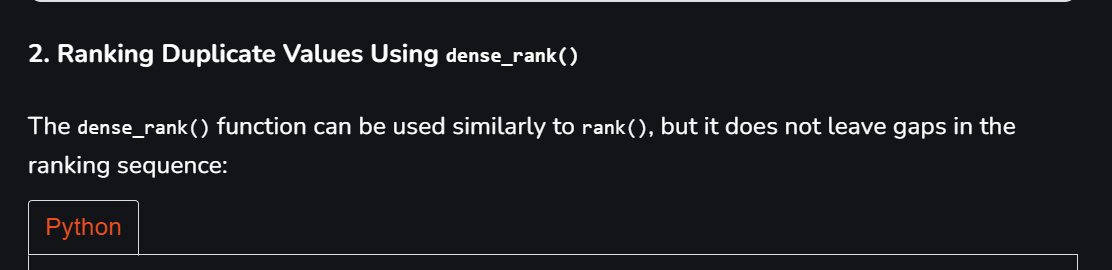 2. Ranking Duplicate Values Using dense_rank()
The dense_rank() function can be used similarly to rank(), but it does not leave gaps in the
ranking sequence:
Python